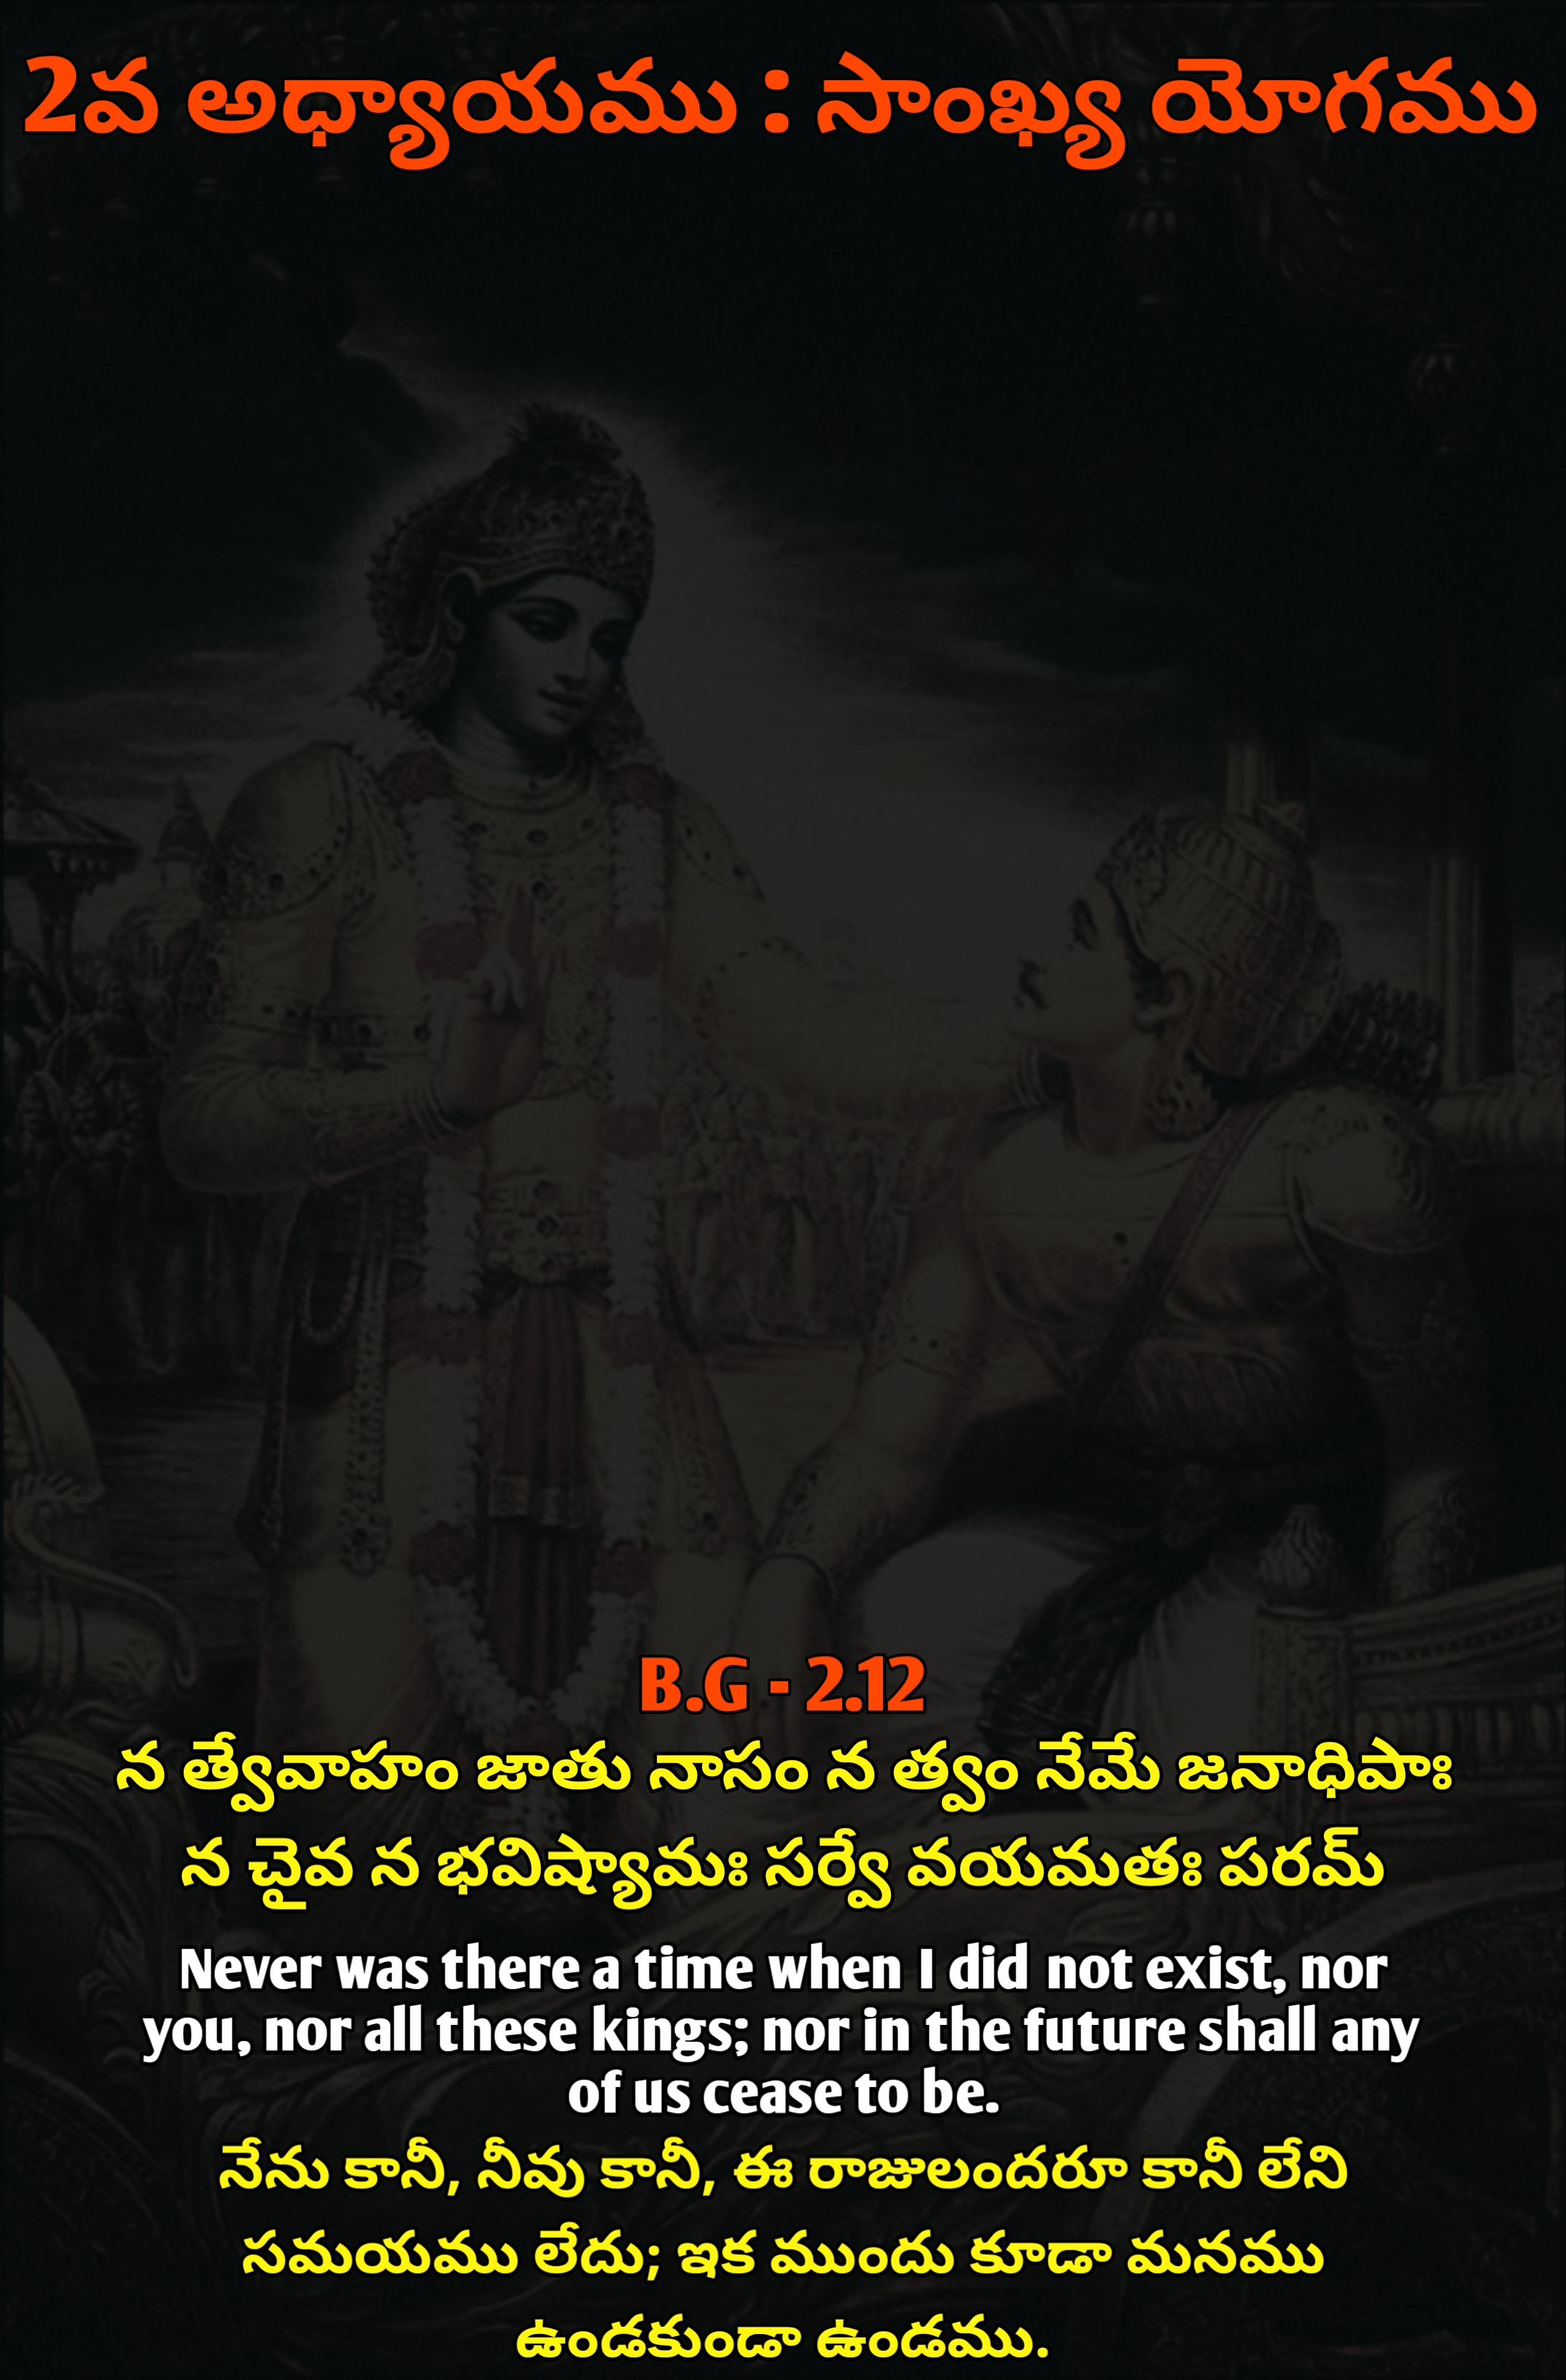 2వ అధ్యాయము : సాంఖ్య యోగము
B.G - 2.12
న త్వేవాహం జాతు నాసం న త్వం నేమే జనాధిపాః
న చైవ న భవిష్యామః సర్వే వయమతః పరమ్
Never was there a time when I did not exist, nor
you, nor all these kings; nor in the future shall any
of us cease to be.
నేను కానీ, నీవు కానీ, ఈ రాజులందరూ కానీ లేని
సమయము లేదు; ఇక ముందు కూడా మనము
ఉండకుండా ఉండము.